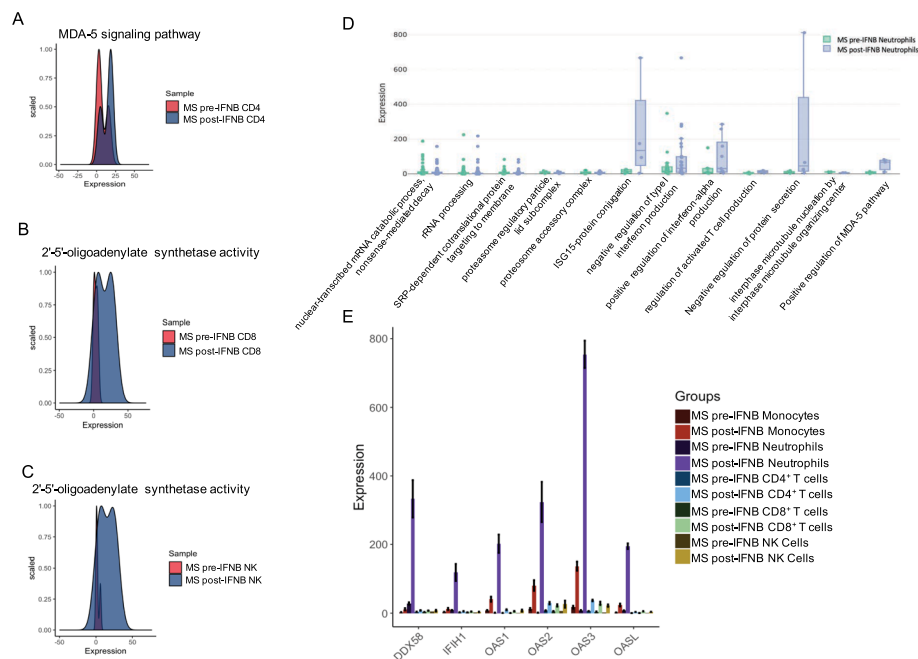 A
MDA-5 signaling pathway
1.00
0.75
0.50
0.25
0.00
scaled
-50
-25
0
25
50
Expression
Sample
MS pre-IFNB CD4
MS post-IFNB CD4
B
2'-5'-oligoadenylate synthetase activity
1.00
0.75
0.50
0.25
0.00
scaled
-50
0
50
Expression
Sample
MS pre-IFNB CD8
MS post-IFNB CD8
C
2'-5'-oligoadenylate synthetase activity
1.00
0.75
0.50
0.25
0.00
scaled
-50
0
50
Expression
Sample
MS pre-IFNB NK
MS post-IFNB NK
D
MS pre-IFNB Neutrophils
MS post-IFNB Neutrophils
800
600
400
200
0
Expression
nuclear-transcribed mRNA catabolic process,
nonsense-mediated decay
rRNA processing
SRP-dependent cotranslational protein
targeting to membrane
proteasome regulatory particle,
lid subcomplex
proteosome accessory complex
ISG15-protein conjugation
negative regulation of type I
interferon production
positive regulation of interferon-alpha
production
regulation of activated T cell production
Negative regulation of protein secretion
interphase microtubule nucleation by
interphase microtubule organizing center
Positive regulation of MDA-5 pathway
E
800
600
400
200
0
Expression
DDX58
IFIH1
OAS1
OAS2
OAS3
OASL
Groups
MS pre-IFNB Monocytes
MS post-IFNB Monocytes
MS pre-IFNB Neutrophils
MS post-IFNB Neutrophils
MS pre-IFNB CD4⁺ T cells
MS post-IFNB CD4⁺ T cells
MS pre-IFNB CD8⁺ T cells
MS post-IFNB CD8⁺ T cells
MS pre-IFNB NK Cells
MS post-IFNB NK Cells